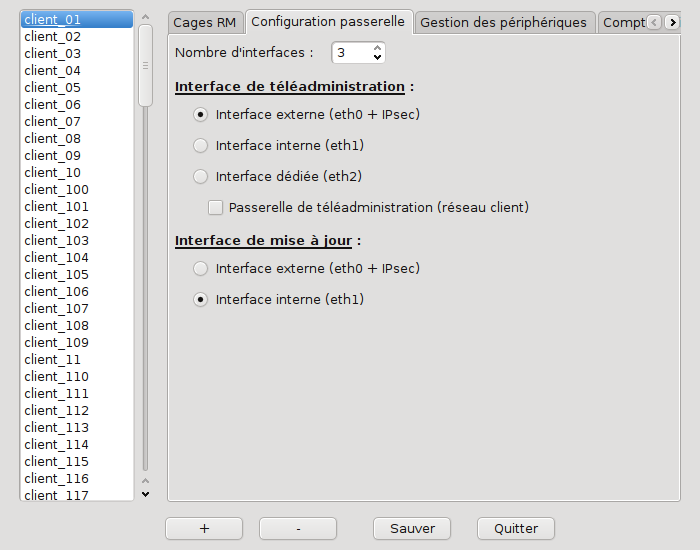 client_01
client_02
client_03
client_04
client_05
client_06
client_07
client_08
client_09
client_10
client_100
client_101
client_102
client_103
client_104
client_105
client_106
client_107
client_108
client_109
client_11
client_110
client_111
client_112
client_113
client_114
client_115
client_116
client_117
Cages RM Configuration passerelle Gestion des périphériques Compt
Nombre d'interfaces : 3
Interface de téléadministration :
Interface externe (eth0 + IPsec)
Interface interne (eth1)
Interface dédiée (eth2)
Passerelle de téléadministration (réseau client)
Interface de mise à jour :
Interface externe (eth0 + IPsec)
Interface interne (eth1)
+ - Sauver Quitter